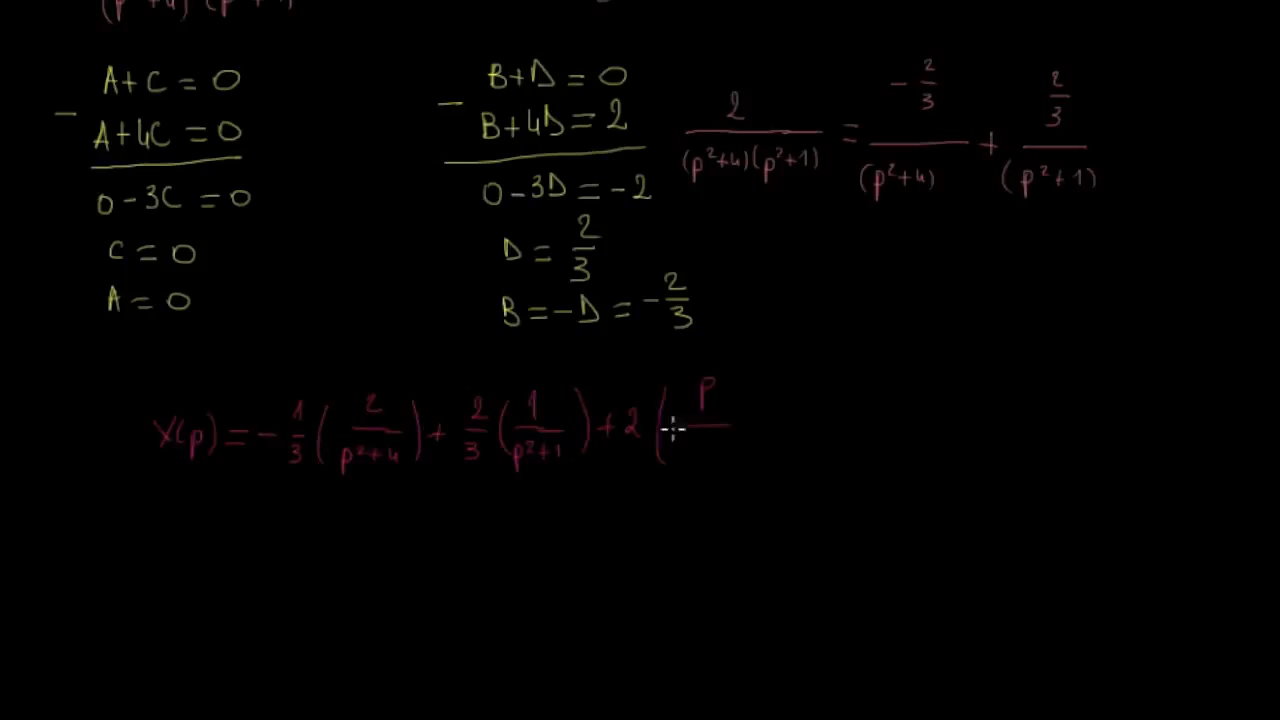 A+C=0
A+4C=0
0-3C=0
C=0
A=0
B+D=0
B+4D=2
0-3D=-2
D=2/3
B=-D=-2/3
2/((p²+4)(p²+1)) = (-2/3)/(p²+4) + (2/3)/(p²+1)
X(p)=-1/3(2/(p²+4))+2/3(1/(p²+1))+2(p/